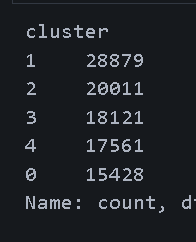 cluster
1    28879
2    20011
3    18121
4    17561
0    15428
Name: count,